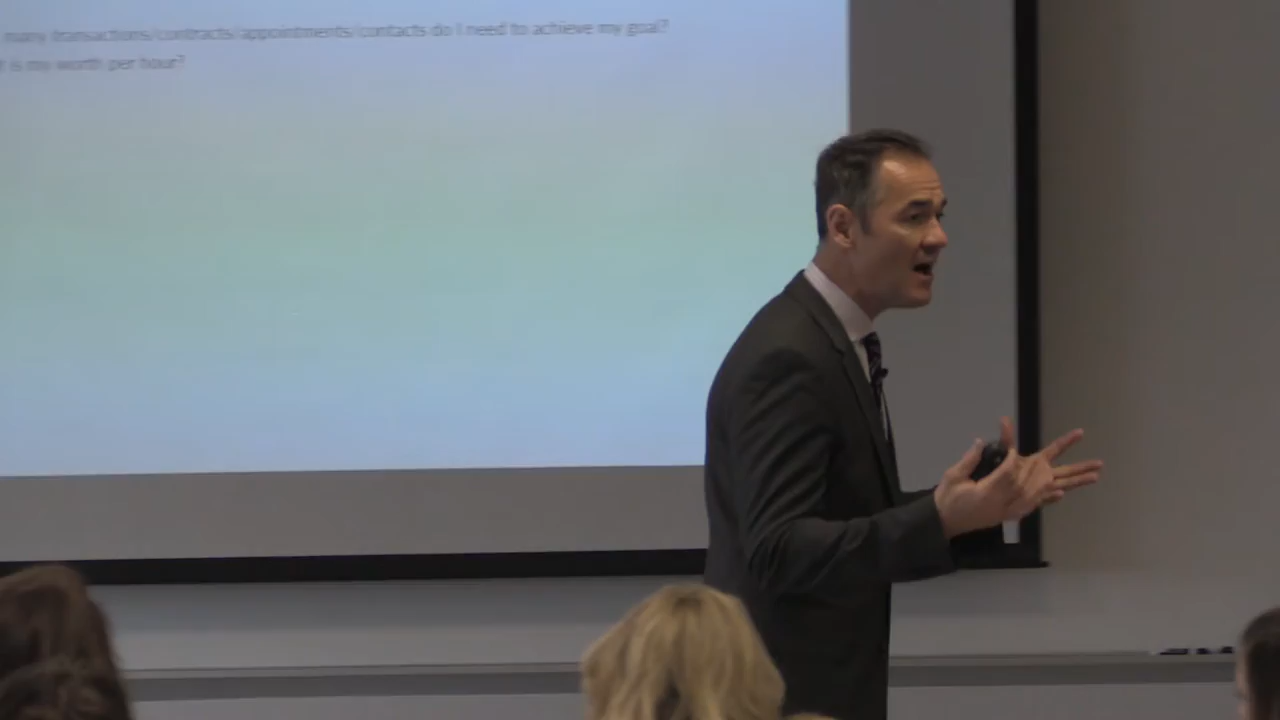 many transactions/contracts/appointments/contacts do I need to achieve my goal?
is my worth per hour?